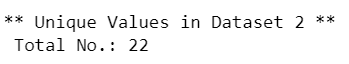 ** Unique Values in Dataset 2 **
Total No.: 22